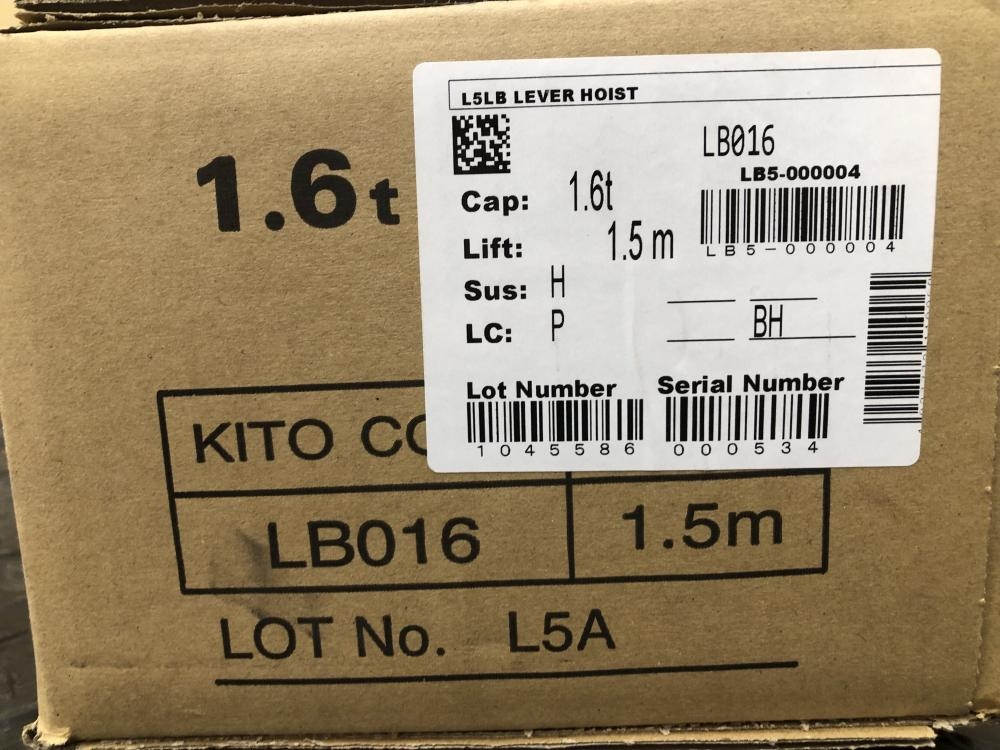 L5LB LEVER HOIST
LB016
LB5-000004
Cap: 1.6t
LB5-000004
Lift: 1.5 m
Sus: H
LC: P BH
Lot Number Serial Number
1045586 000534
1.6t
KITO CO
LB016 1.5m
LOT No. L5A